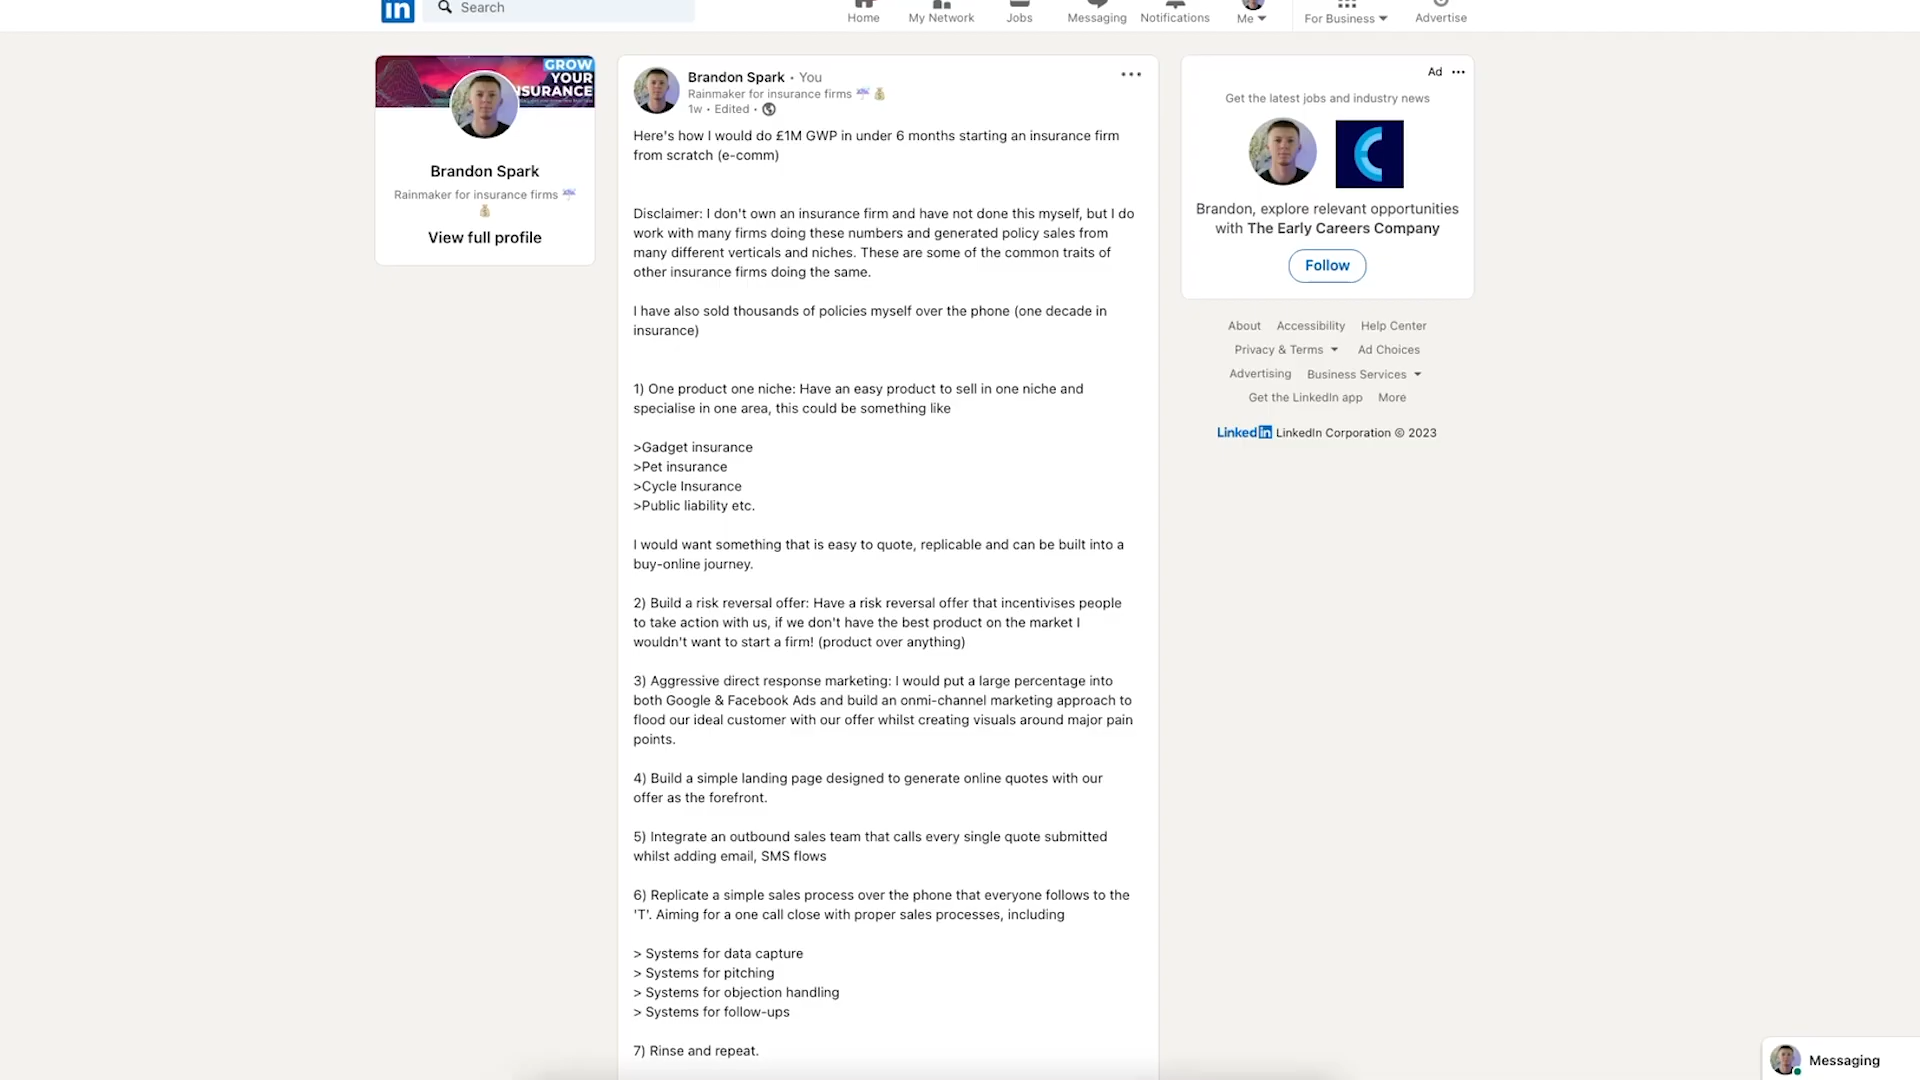 in
Search
Home
My Network
Jobs
Messaging
Notifications
Me
For Business
Advertise
GROW
YOUR
INSURANCE
Brandon Spark
Rainmaker for insurance firms
View full profile
Brandon Spark • You
Rainmaker for insurance firms
1w • Edited •
Here's how I would do £1M GWP in under 6 months starting an insurance firm
from scratch (e-comm)
Disclaimer: I don't own an insurance firm and have not done this myself, but I do
work with many firms doing these numbers and generated policy sales from
many different verticals and niches. These are some of the common traits of
other insurance firms doing the same.
I have also sold thousands of policies myself over the phone (one decade in
insurance)
1) One product one niche: Have an easy product to sell in one niche and
specialise in one area, this could be something like
>Gadget insurance
>Pet insurance
>Cycle Insurance
>Public liability etc.
I would want something that is easy to quote, replicable and can be built into a
buy-online journey.
2) Build a risk reversal offer: Have a risk reversal offer that incentivises people
to take action with us, if we don't have the best product on the market I
wouldn't want to start a firm! (product over anything)
3) Aggressive direct response marketing: I would put a large percentage into
both Google & Facebook Ads and build an onmi-channel marketing approach to
flood our ideal customer with our offer whilst creating visuals around major pain
points.
4) Build a simple landing page designed to generate online quotes with our
offer as the forefront.
5) Integrate an outbound sales team that calls every single quote submitted
whilst adding email, SMS flows
6) Replicate a simple sales process over the phone that everyone follows to the
'T'. Aiming for a one call close with proper sales processes, including
> Systems for data capture
> Systems for pitching
> Systems for objection handling
> Systems for follow-ups
7) Rinse and repeat.
Ad
Get the latest jobs and industry news
Brandon, explore relevant opportunities
with The Early Careers Company
Follow
About Accessibility Help Center
Privacy & Terms Ad Choices
Advertising Business Services
Get the LinkedIn app More
LinkedIn LinkedIn Corporation © 2023
Messaging